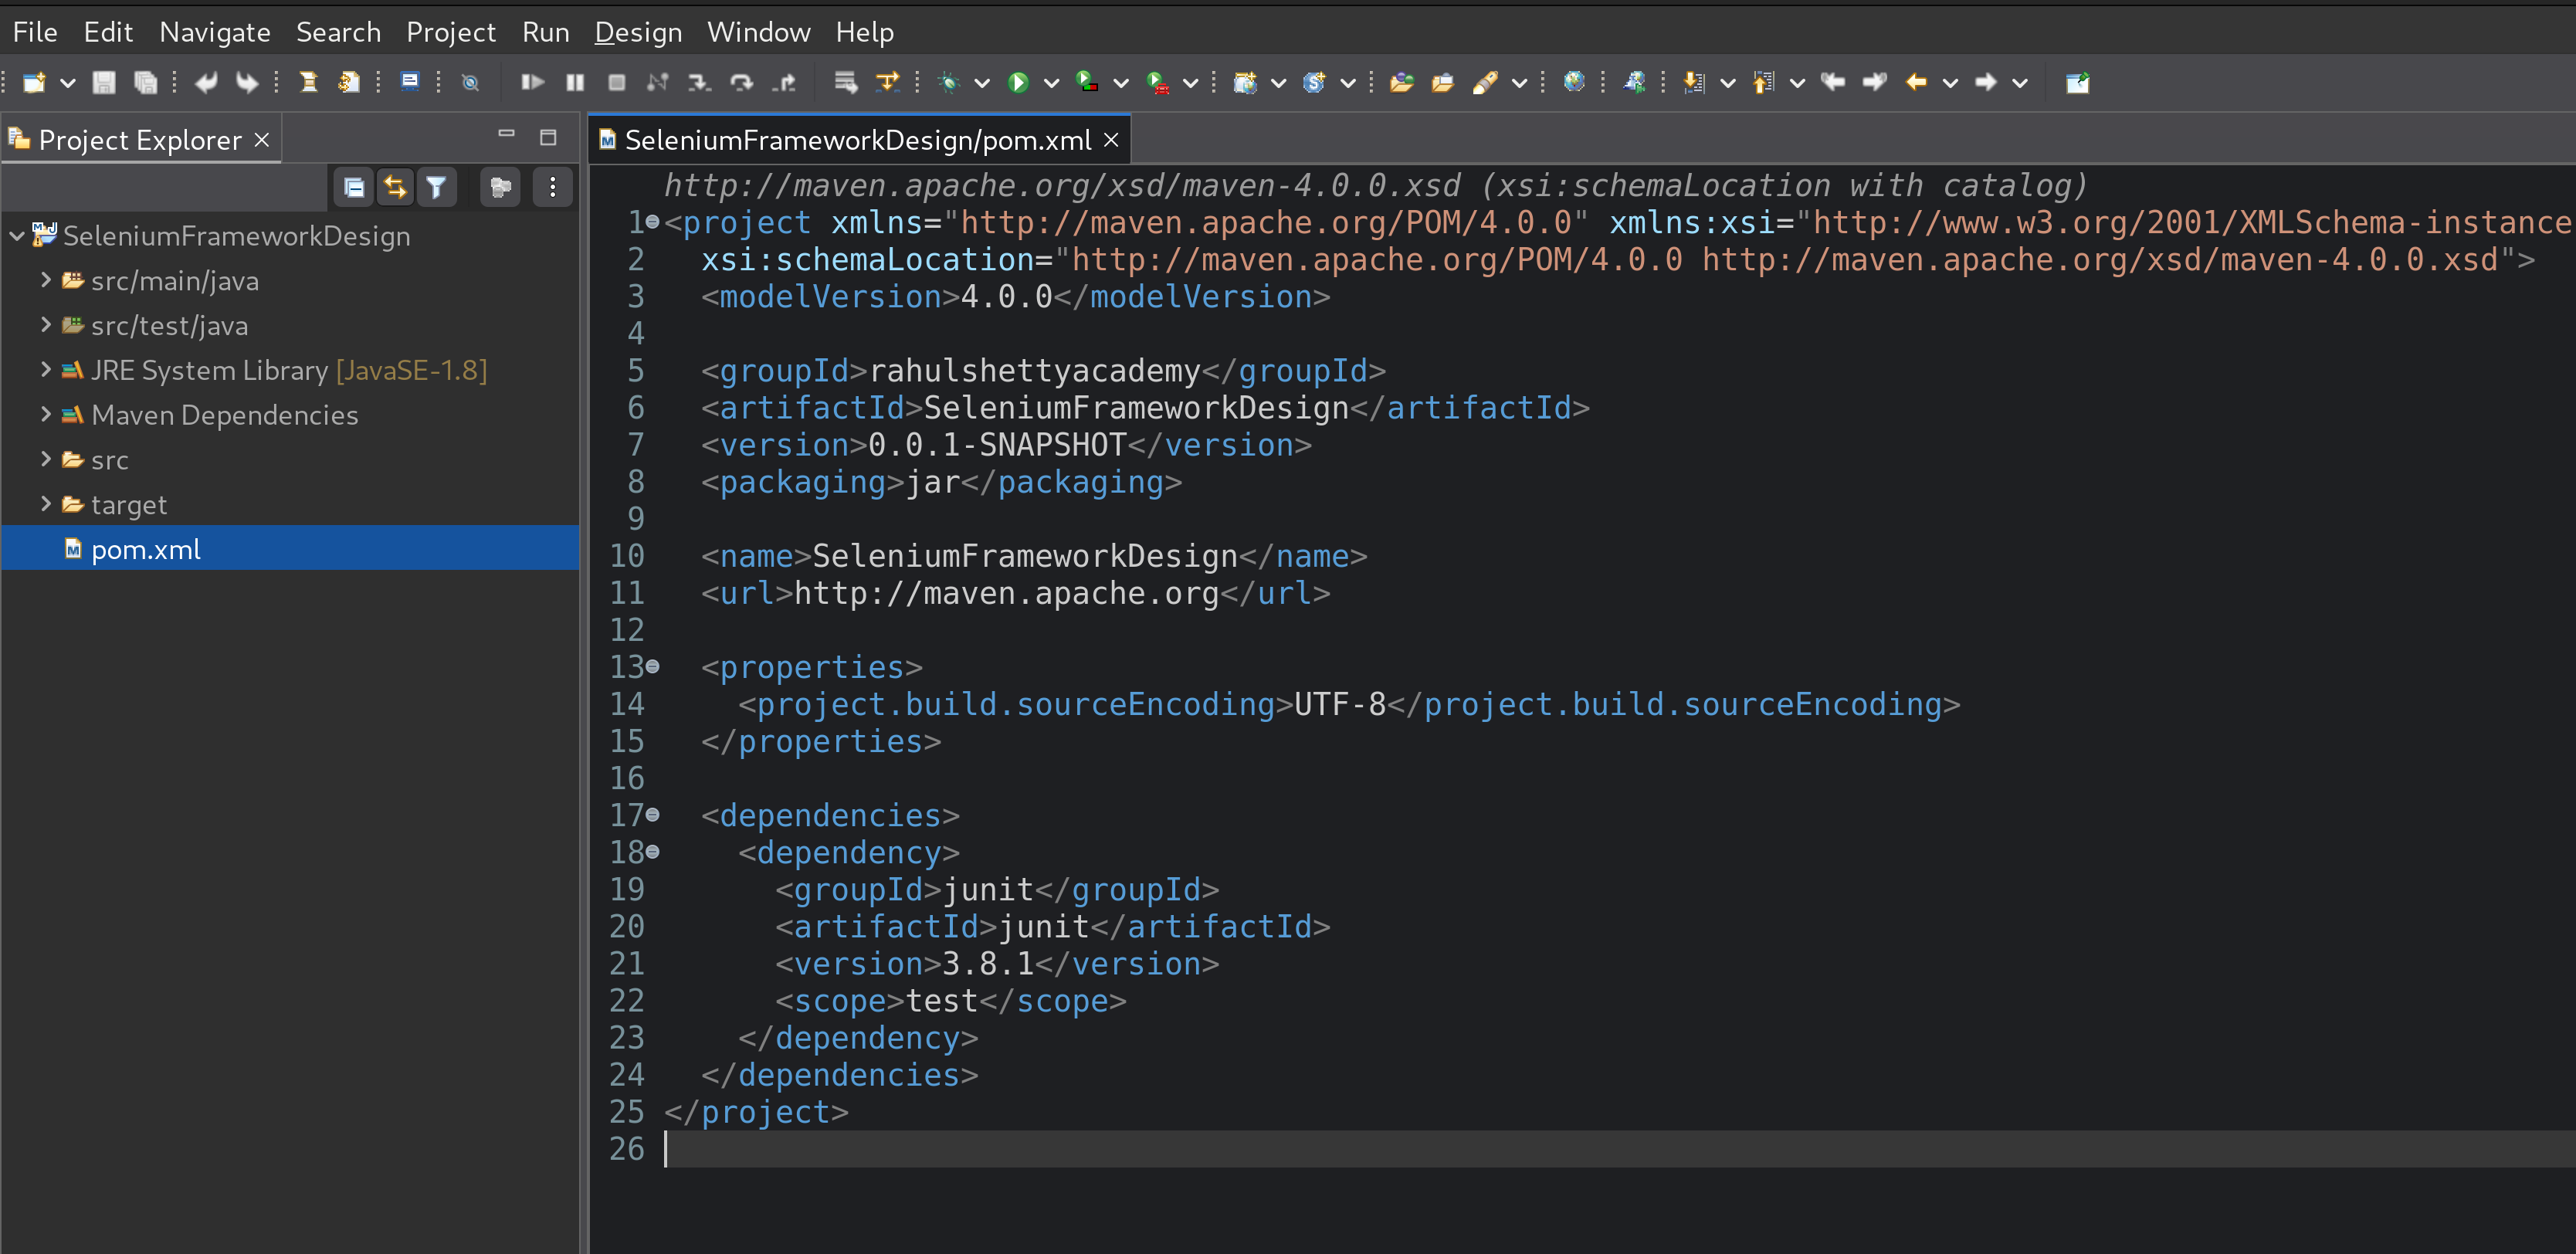 File Edit Navigate Search Project Run Design Window Help
Project Explorer
SeleniumFrameworkDesign
src/main/java
src/test/java
JRE System Library [JavaSE-1.8]
Maven Dependencies
src
target
pom.xml
SeleniumFrameworkDesign/pom.xml
http://maven.apache.org/xsd/maven-4.0.0.xsd (xsi:schemaLocation with catalog)
1 <project xmlns="http://maven.apache.org/POM/4.0.0" xmlns:xsi="http://www.w3.org/2001/XMLSchema-instance
2 xsi:schemaLocation="http://maven.apache.org/POM/4.0.0 http://maven.apache.org/xsd/maven-4.0.0.xsd">
3 <modelVersion>4.0.0</modelVersion>
4
5 <groupId>rahulshettyacademy</groupId>
6 <artifactId>SeleniumFrameworkDesign</artifactId>
7 <version>0.0.1-SNAPSHOT</version>
8 <packaging>jar</packaging>
9
10 <name>SeleniumFrameworkDesign</name>
11 <url>http://maven.apache.org</url>
12
13 <properties>
14 <project.build.sourceEncoding>UTF-8</project.build.sourceEncoding>
15 </properties>
16
17 <dependencies>
18 <dependency>
19 <groupId>junit</groupId>
20 <artifactId>junit</artifactId>
21 <version>3.8.1</version>
22 <scope>test</scope>
23 </dependency>
24 </dependencies>
25 </project>
26